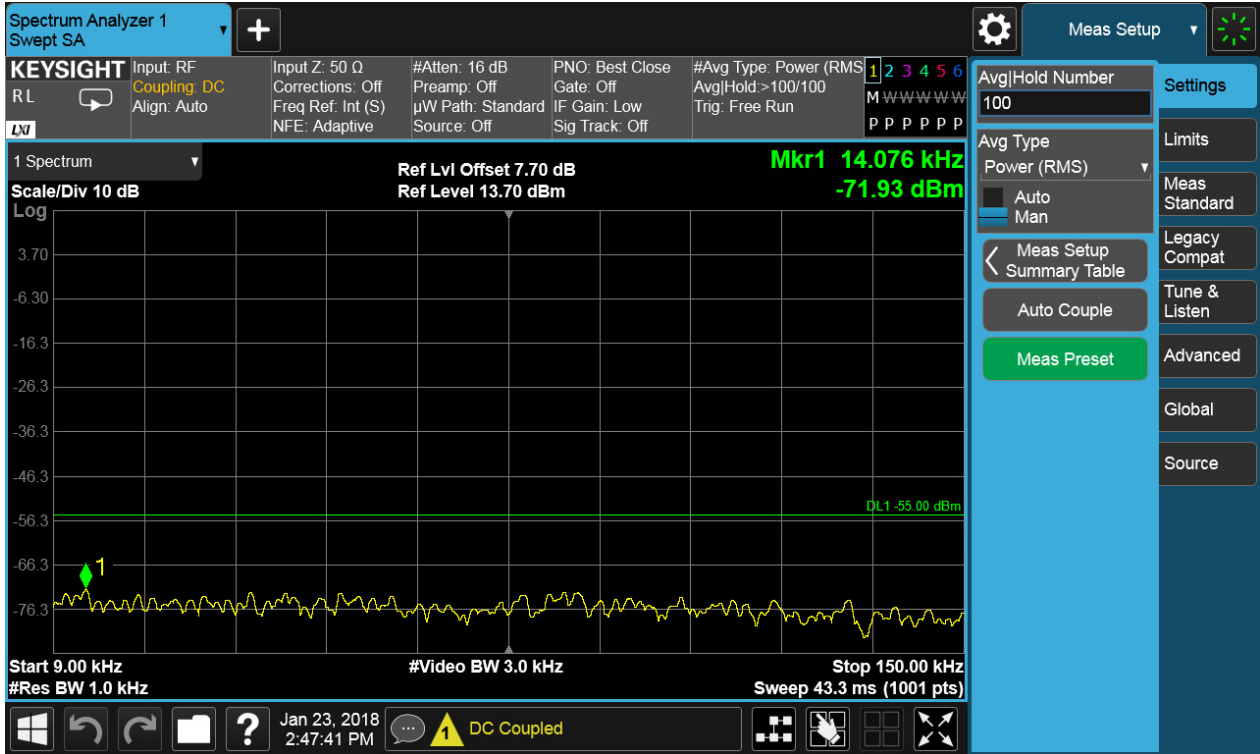 Spectrum Analyzer 1
Swept SA
+
Meas Setup
KEYSIGHT
RL
LXI
Input: RF
Coupling: DC
Align: Auto
Input Z: 50 Ω
Corrections: Off
Freq Ref: Int (S)
NFE: Adaptive
#Atten: 16 dB
Preamp: Off
µW Path: Standard
Source: Off
PNO: Best Close
Gate: Off
IF Gain: Low
Sig Track: Off
#Avg Type: Power (RMS
Avg|Hold:>100/100
Trig: Free Run
1 2 3 4 5 6
M W W W W W
P P P P P P
1 Spectrum
Scale/Div 10 dB
Log
Ref Lvl Offset 7.70 dB
Ref Level 13.70 dBm
Mkr1 14.076 kHz
-71.93 dBm
3.70
-6.30
-16.3
-26.3
-36.3
-46.3
-56.3
-66.3
-76.3
DL1 -55.00 dBm
1
Start 9.00 kHz
#Res BW 1.0 kHz
#Video BW 3.0 kHz
Stop 150.00 kHz
Sweep 43.3 ms (1001 pts)
Avg|Hold Number
100
Avg Type
Power (RMS)
Auto
Man
Meas Setup
Summary Table
Auto Couple
Meas Preset
Settings
Limits
Meas
Standard
Legacy
Compat
Tune &
Listen
Advanced
Global
Source
?
Jan 23, 2018
2:47:41 PM
1
DC Coupled